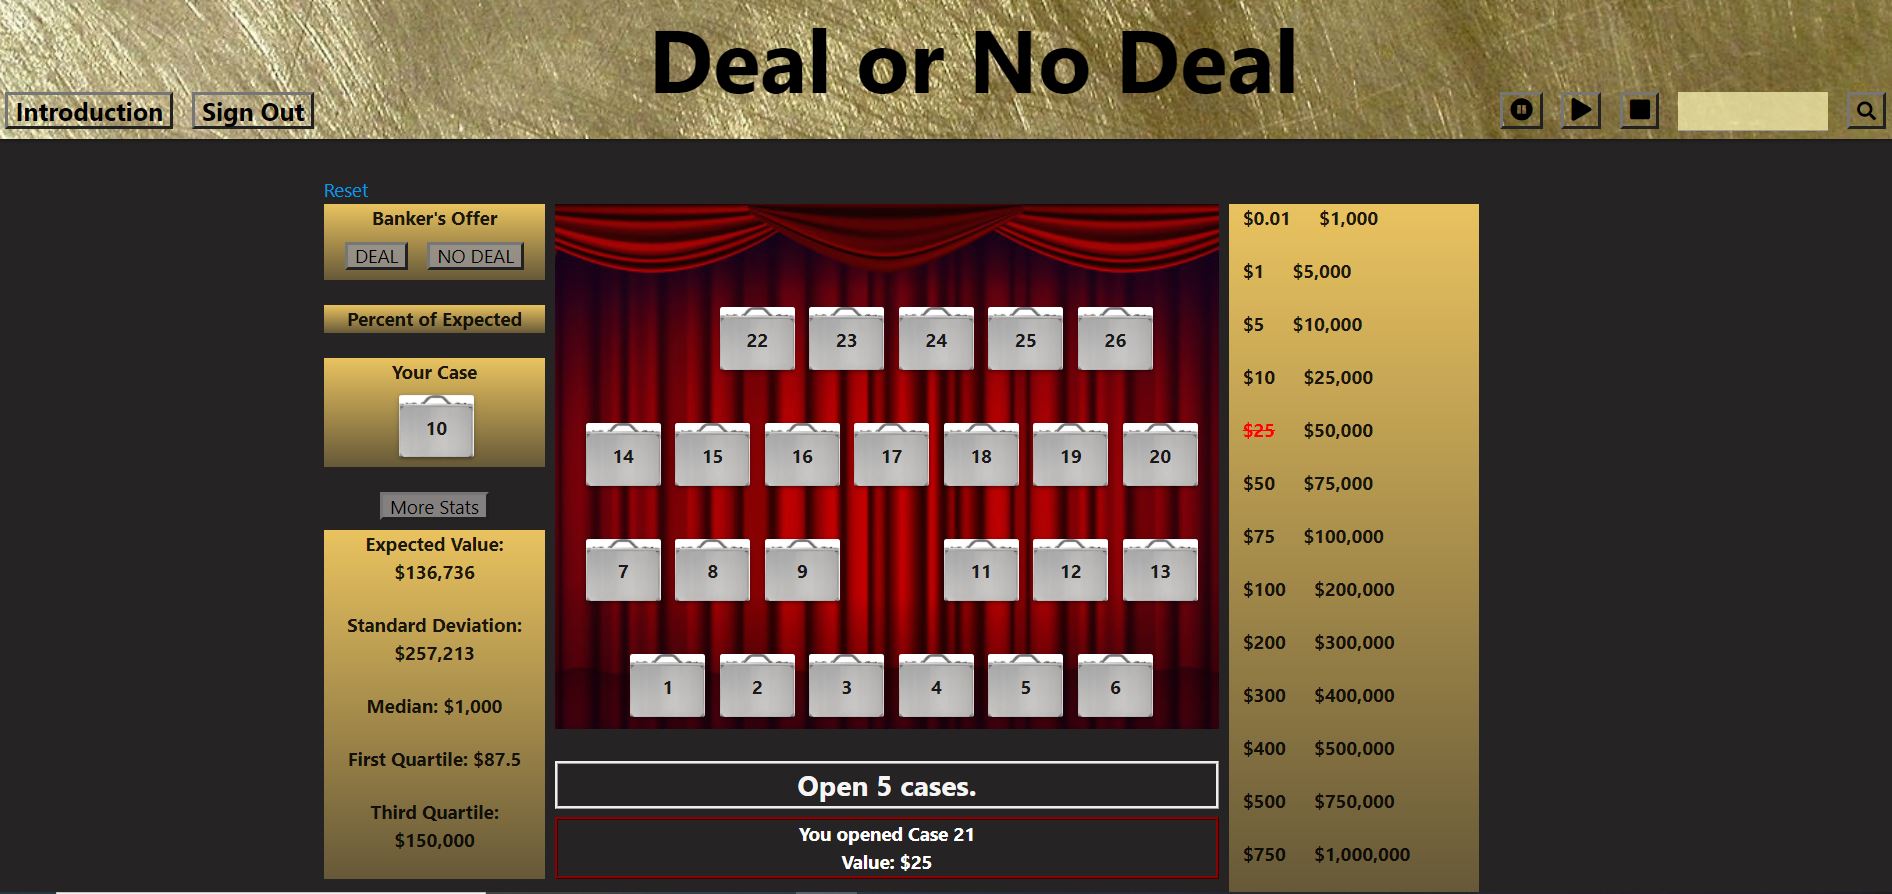 Deal or No Deal
Introduction Sign Out
Reset
Banker's Offer
DEAL NO DEAL
Percent of Expected
Your Case
10
More Stats
Expected Value:
$136,736
Standard Deviation:
$257,213
Median: $1,000
First Quartile: $87.5
Third Quartile:
$150,000
22 23 24 25 26
14 15 16 17 18 19 20
7 8 9 11 12 13
1 2 3 4 5 6
Open 5 cases.
You opened Case 21
Value: $25
$0.01 $1,000
$1 $5,000
$5 $10,000
$10 $25,000
$25 $50,000
$50 $75,000
$75 $100,000
$100 $200,000
$200 $300,000
$300 $400,000
$400 $500,000
$500 $750,000
$750 $1,000,000